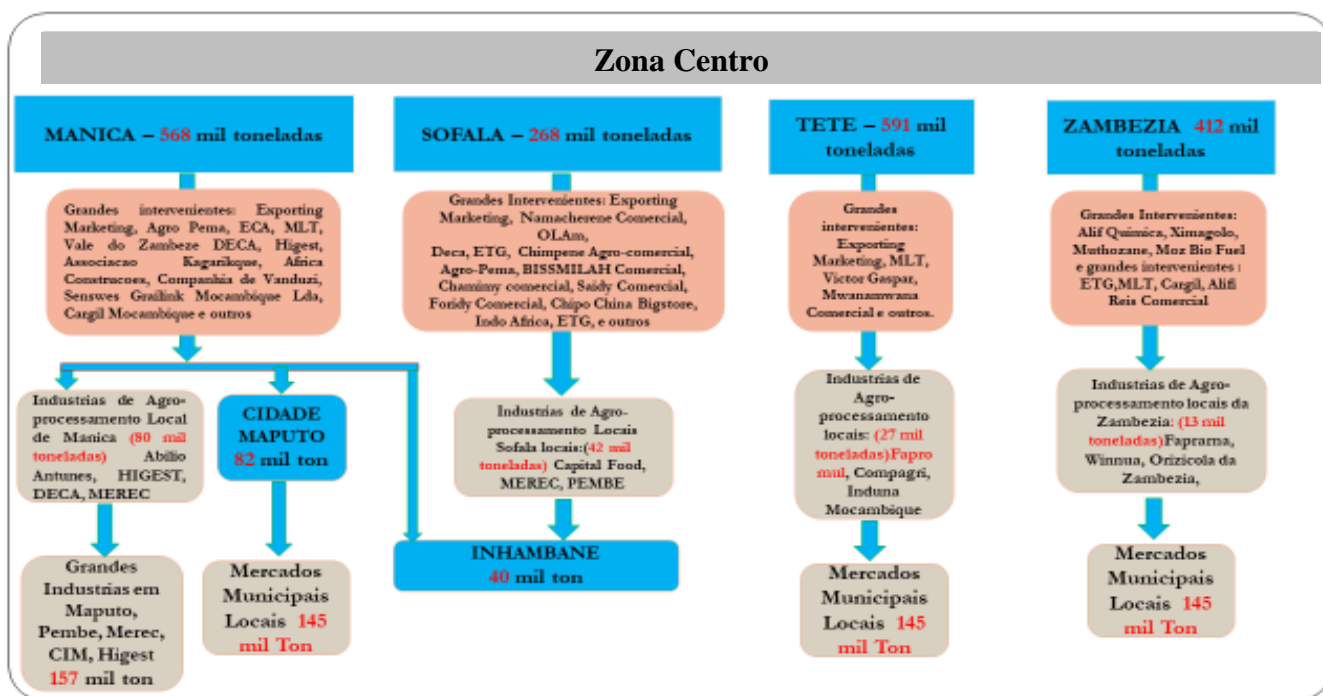 Zona Centro
MANICA – 568 mil toneladas
Grandes intervenientes: Exporting
Marketing, Agro Pema, ECA, MLT,
Vale do Zambeze DECA, Higest,
Associacao Kagarikque, Africa
Construcoes, Companhia de Vanduzi,
Senswes Grailink Mocambique Lda,
Cargil Mocambique e outros
Industrias de Agro-
processamento Local
de Manica (80 mil
toneladas) Abilio
Antunes, HIGEST,
DECA, MEREC
Grandes
Industrias em
Maputo,
Pembe, Merec,
CIM, Higest
157 mil ton
CIDADE
MAPUTO
82 mil ton
Mercados
Municipais
Locais 145
mil Ton
SOFALA – 268 mil toneladas
Grandes Intervenientes: Exporting
Marketing, Namacherene Comercial,
OLAm,
Deca, ETG, Chimpene Agro-comercial,
Agro-Pema, BISSMILAH Comercial,
Chamimy comercial, Saidy Comercial,
Foridy Comercial, Chipo China Bigstore,
Indo Africa, ETG, e outros
Industrias de Agro-
processamento Locais
Sofala locais:(42 mil
toneladas) Capital Food,
MEREC, PEMBE
INHAMBANE
40 mil ton
TETE – 591 mil
toneladas
Grandes
intervenientes:
Exporting
Marketing, MLT,
Victor Gaspar,
Mwanamwana
Comercial e outros.
Industrias de
Agro-
processamento
locais: (27 mil
toneladas)Fapro
mul, Compagri,
Induna
Mocambique
Mercados
Municipais
Locais 145
mil Ton
ZAMBEZIA 412 mil
toneladas
Grandes Intervenientes:
Alif Quimica, Ximagolo,
Muthozane, Moz Bio Fuel
e grandes intervenientes :
ETG,MLT, Cargil, Alifi
Reis Comercial
Industrias de Agro-
processamento locais da
Zambezia: (13 mil
toneladas)Faprarna,
Winnua, Orizicola da
Zambezia,
Mercados
Municipais
Locais 145
mil Ton